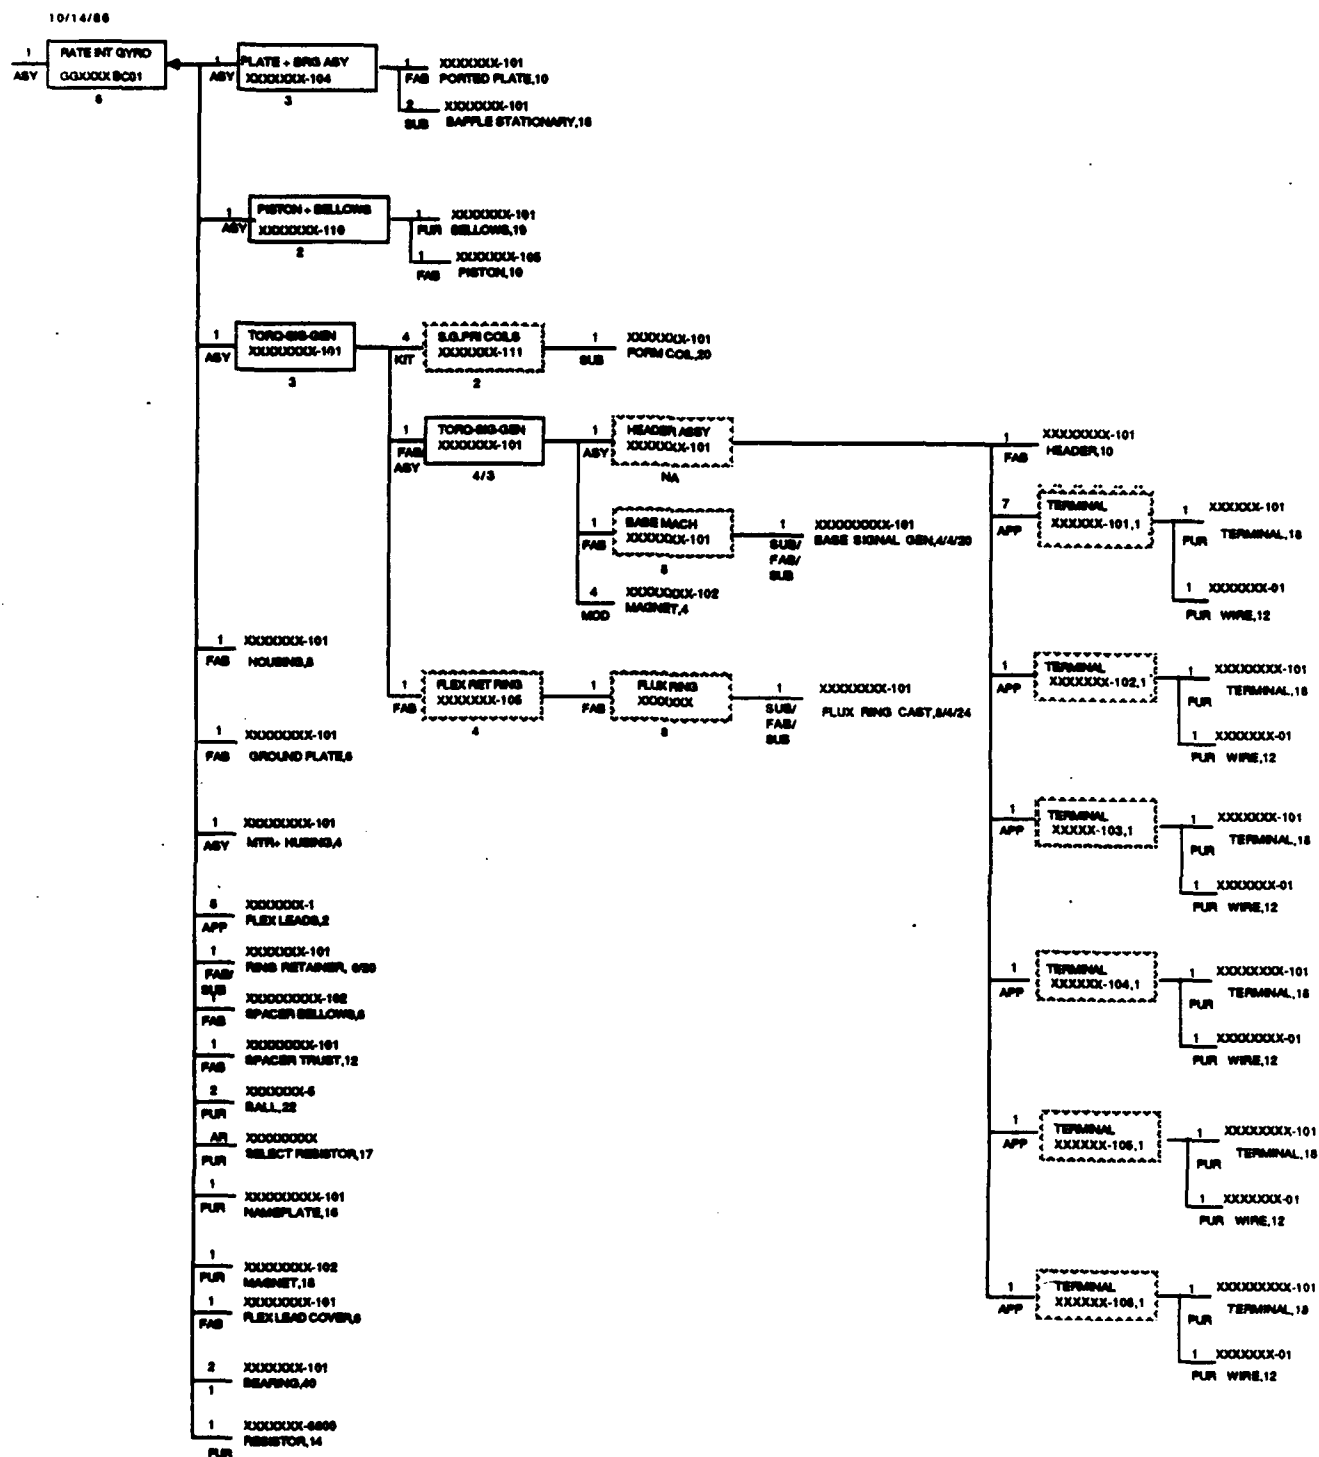 10/14/86
1
ASY
RATE INT GYRO
GGXXXX BC01
6
1
ASY
PLATE + BRG ASY
XXXXXXXX-104
3
1
FAB
XXXXXXX-101
PORTED PLATE,10
2
SUB
XXXXXXX-101
BAFFLE STATIONARY,16
1
ASY
PISTON + BELLOWS
XXXXXXXX-110
2
1
PUR
XXXXXXX-101
BELLOWS,19
1
FAB
XXXXXXX-105
PISTON,10
1
ASY
TORQ-SIG-GEN
XXXXXXXX-101
3
4
KIT
S.G.PRI COILS
XXXXXXX-111
2
1
SUB
XXXXXXX-101
FORM COIL,20
1
FAB/
ASY
TORQ-SIG-GEN
XXXXXXX-101
4/3
1
ASY
HEADER ASSY
XXXXXXX-101
NA
1
FAB
XXXXXXXX-101
HEADER,10
1
FAB
BASE MACH
XXXXXXXX-101
1
SUB/
FAB/
SUB
XXXXXXXXX-101
BASE SIGNAL GEN,4/4/20
4
MOD
XXXXXXXX-102
MAGNET,4
7
APP
TERMINAL
XXXXXX-101,1
1
PUR
XXXXXX-101
TERMINAL,18
1
PUR
XXXXXXX-01
WIRE,12
1
FAB
XXXXXXX-101
HOUSING,8
1
FAB
FLEX RET RING
XXXXXXX-105
4
1
FAB
FLUX RING
XXXXXXX
8
1
SUB/
FAB/
SUB
XXXXXXXX-101
FLUX RING CAST,8/4/24
1
APP
TERMINAL
XXXXXXX-102,1
1
PUR
XXXXXXXX-101
TERMINAL,18
1
PUR
XXXXXXX-01
WIRE,12
1
FAB
XXXXXXXX-101
GROUND PLATE,6
1
ASY
XXXXXXXX-101
MTR+ HUSING,4
1
APP
TERMINAL
XXXXX-103,1
1
PUR
XXXXXXX-101
TERMINAL,18
1
PUR
XXXXXXX-01
WIRE,12
APP
XXXXXXX-1
FLEX LEADS,2
1
FAB/
SUB
XXXXXXX-101
RING RETAINER, 6/20
1
FAB
XXXXXXXXX-102
SPACER BELLOWS,6
1
FAB
XXXXXXXX-101
SPACER TRUST,12
1
APP
TERMINAL
XXXXXX-104,1
1
PUR
XXXXXXXX-101
TERMINAL,18
1
PUR
XXXXXXXX-01
WIRE,12
2
PUR
XXXXXXX-5
BALL,22
AR
PUR
XXXXXXXXX
SELECT RESISTOR,17
1
PUR
XXXXXXXXX-101
NAMEPLATE,16
1
APP
TERMINAL
XXXXXX-105,1
1
PUR
XXXXXXXX-101
TERMINAL,18
1
PUR
XXXXXXX-01
WIRE,12
1
PUR
XXXXXXXX-102
MAGNET,18
1
FAB
XXXXXXXX-101
FLEX LEAD COVER,6
1
APP
TERMINAL
XXXXXX-106,1
1
PUR
XXXXXXXXX-101
TERMINAL,18
1
PUR
XXXXXXX-01
WIRE,12
2
1
XXXXXXX-101
BEARING,40
1
PUR
RESISTOR,14